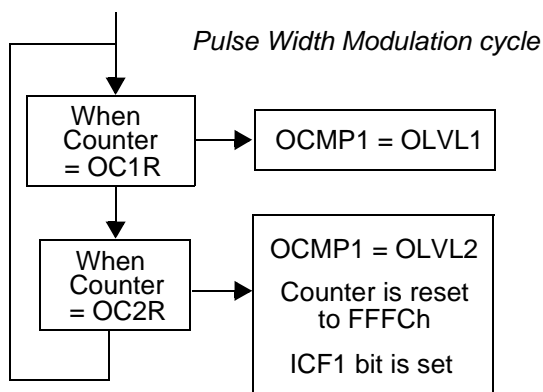 Pulse Width Modulation cycle
When
Counter
= OC1R
OCMP1 = OLVL1
When
Counter
= OC2R
OCMP1 = OLVL2
Counter is reset
to FFFCh
ICF1 bit is set